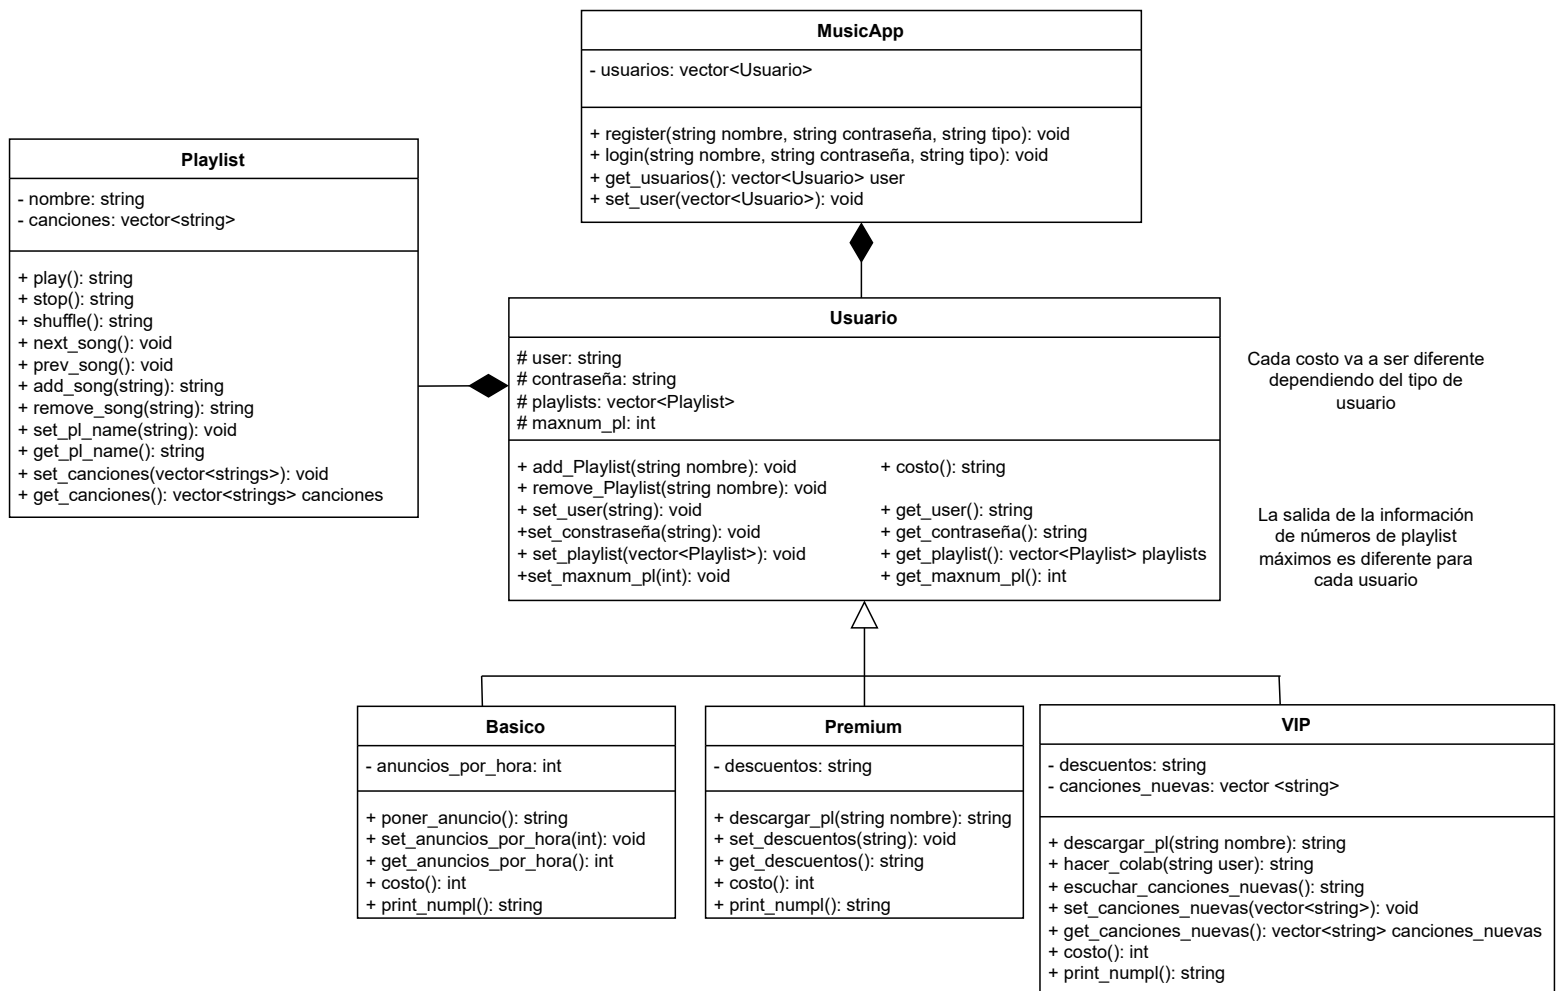 MusicApp
- usuarios: vector<Usuario>
+ register(string nombre, string contraseña, string tipo): void
+ login(string nombre, string contraseña, string tipo): void
+ get_usuarios(): vector<Usuario> user
+ set_user(vector<Usuario>): void
Playlist
- nombre: string
- canciones: vector<string>
+ play(): string
+ stop(): string
+ shuffle(): string
+ next_song(): void
+ prev_song(): void
+ add_song(string): string
+ remove_song(string): string
+ set_pl_name(string): void
+ get_pl_name(): string
+ set_canciones(vector<strings>): void
+ get_canciones(): vector<strings> canciones
Usuario
# user: string
# contraseña: string
# playlists: vector<Playlist>
# maxnum_pl: int
+ add_Playlist(string nombre): void
+ remove_Playlist(string nombre): void
+ set_user(string): void
+set_constraseña(string): void
+ set_playlist(vector<Playlist>): void
+set_maxnum_pl(int): void
+ costo(): string
+ get_user(): string
+ get_contraseña(): string
+ get_playlist(): vector<Playlist> playlists
+ get_maxnum_pl(): int
Cada costo va a ser diferente
dependiendo del tipo de
usuario
La salida de la información
de números de playlist
máximos es diferente para
cada usuario
Basico
- anuncios_por_hora: int
+ poner_anuncio(): string
+ set_anuncios_por_hora(int): void
+ get_anuncios_por_hora(): int
+ costo(): int
+ print_numpl(): string
Premium
- descuentos: string
+ descargar_pl(string nombre): string
+ set_descuentos(string): void
+ get_descuentos(): string
+ costo(): int
+ print_numpl(): string
VIP
- descuentos: string
- canciones_nuevas: vector <string>
+ descargar_pl(string nombre): string
+ hacer_colab(string user): string
+ escuchar_canciones_nuevas(): string
+ set_canciones_nuevas(vector<string>): void
+ get_canciones_nuevas(): vector<string> canciones_nuevas
+ costo(): int
+ print_numpl(): string